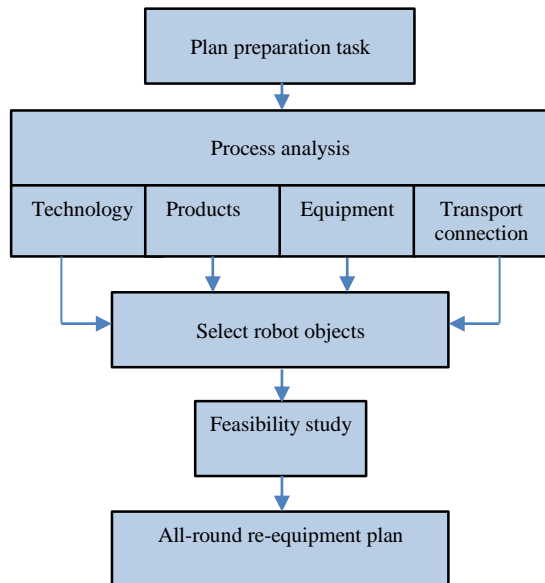 Plan preparation task
Process analysis
Technology
Products
Equipment
Transport
connection
Select robot objects
Feasibility study
All-round re-equipment plan